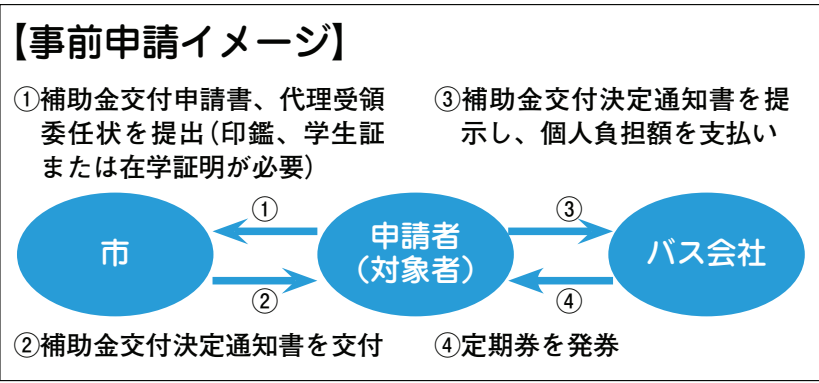 【事前申請イメージ】
①補助金交付申請書、代理受領
委任状を提出(印鑑、学生証
または在学証明が必要)
③補助金交付決定通知書を提
示し、個人負担額を支払い
①
③
市
申請者
(対象者)
バス会社
②
④
②補助金交付決定通知書を交付
④定期券を発券